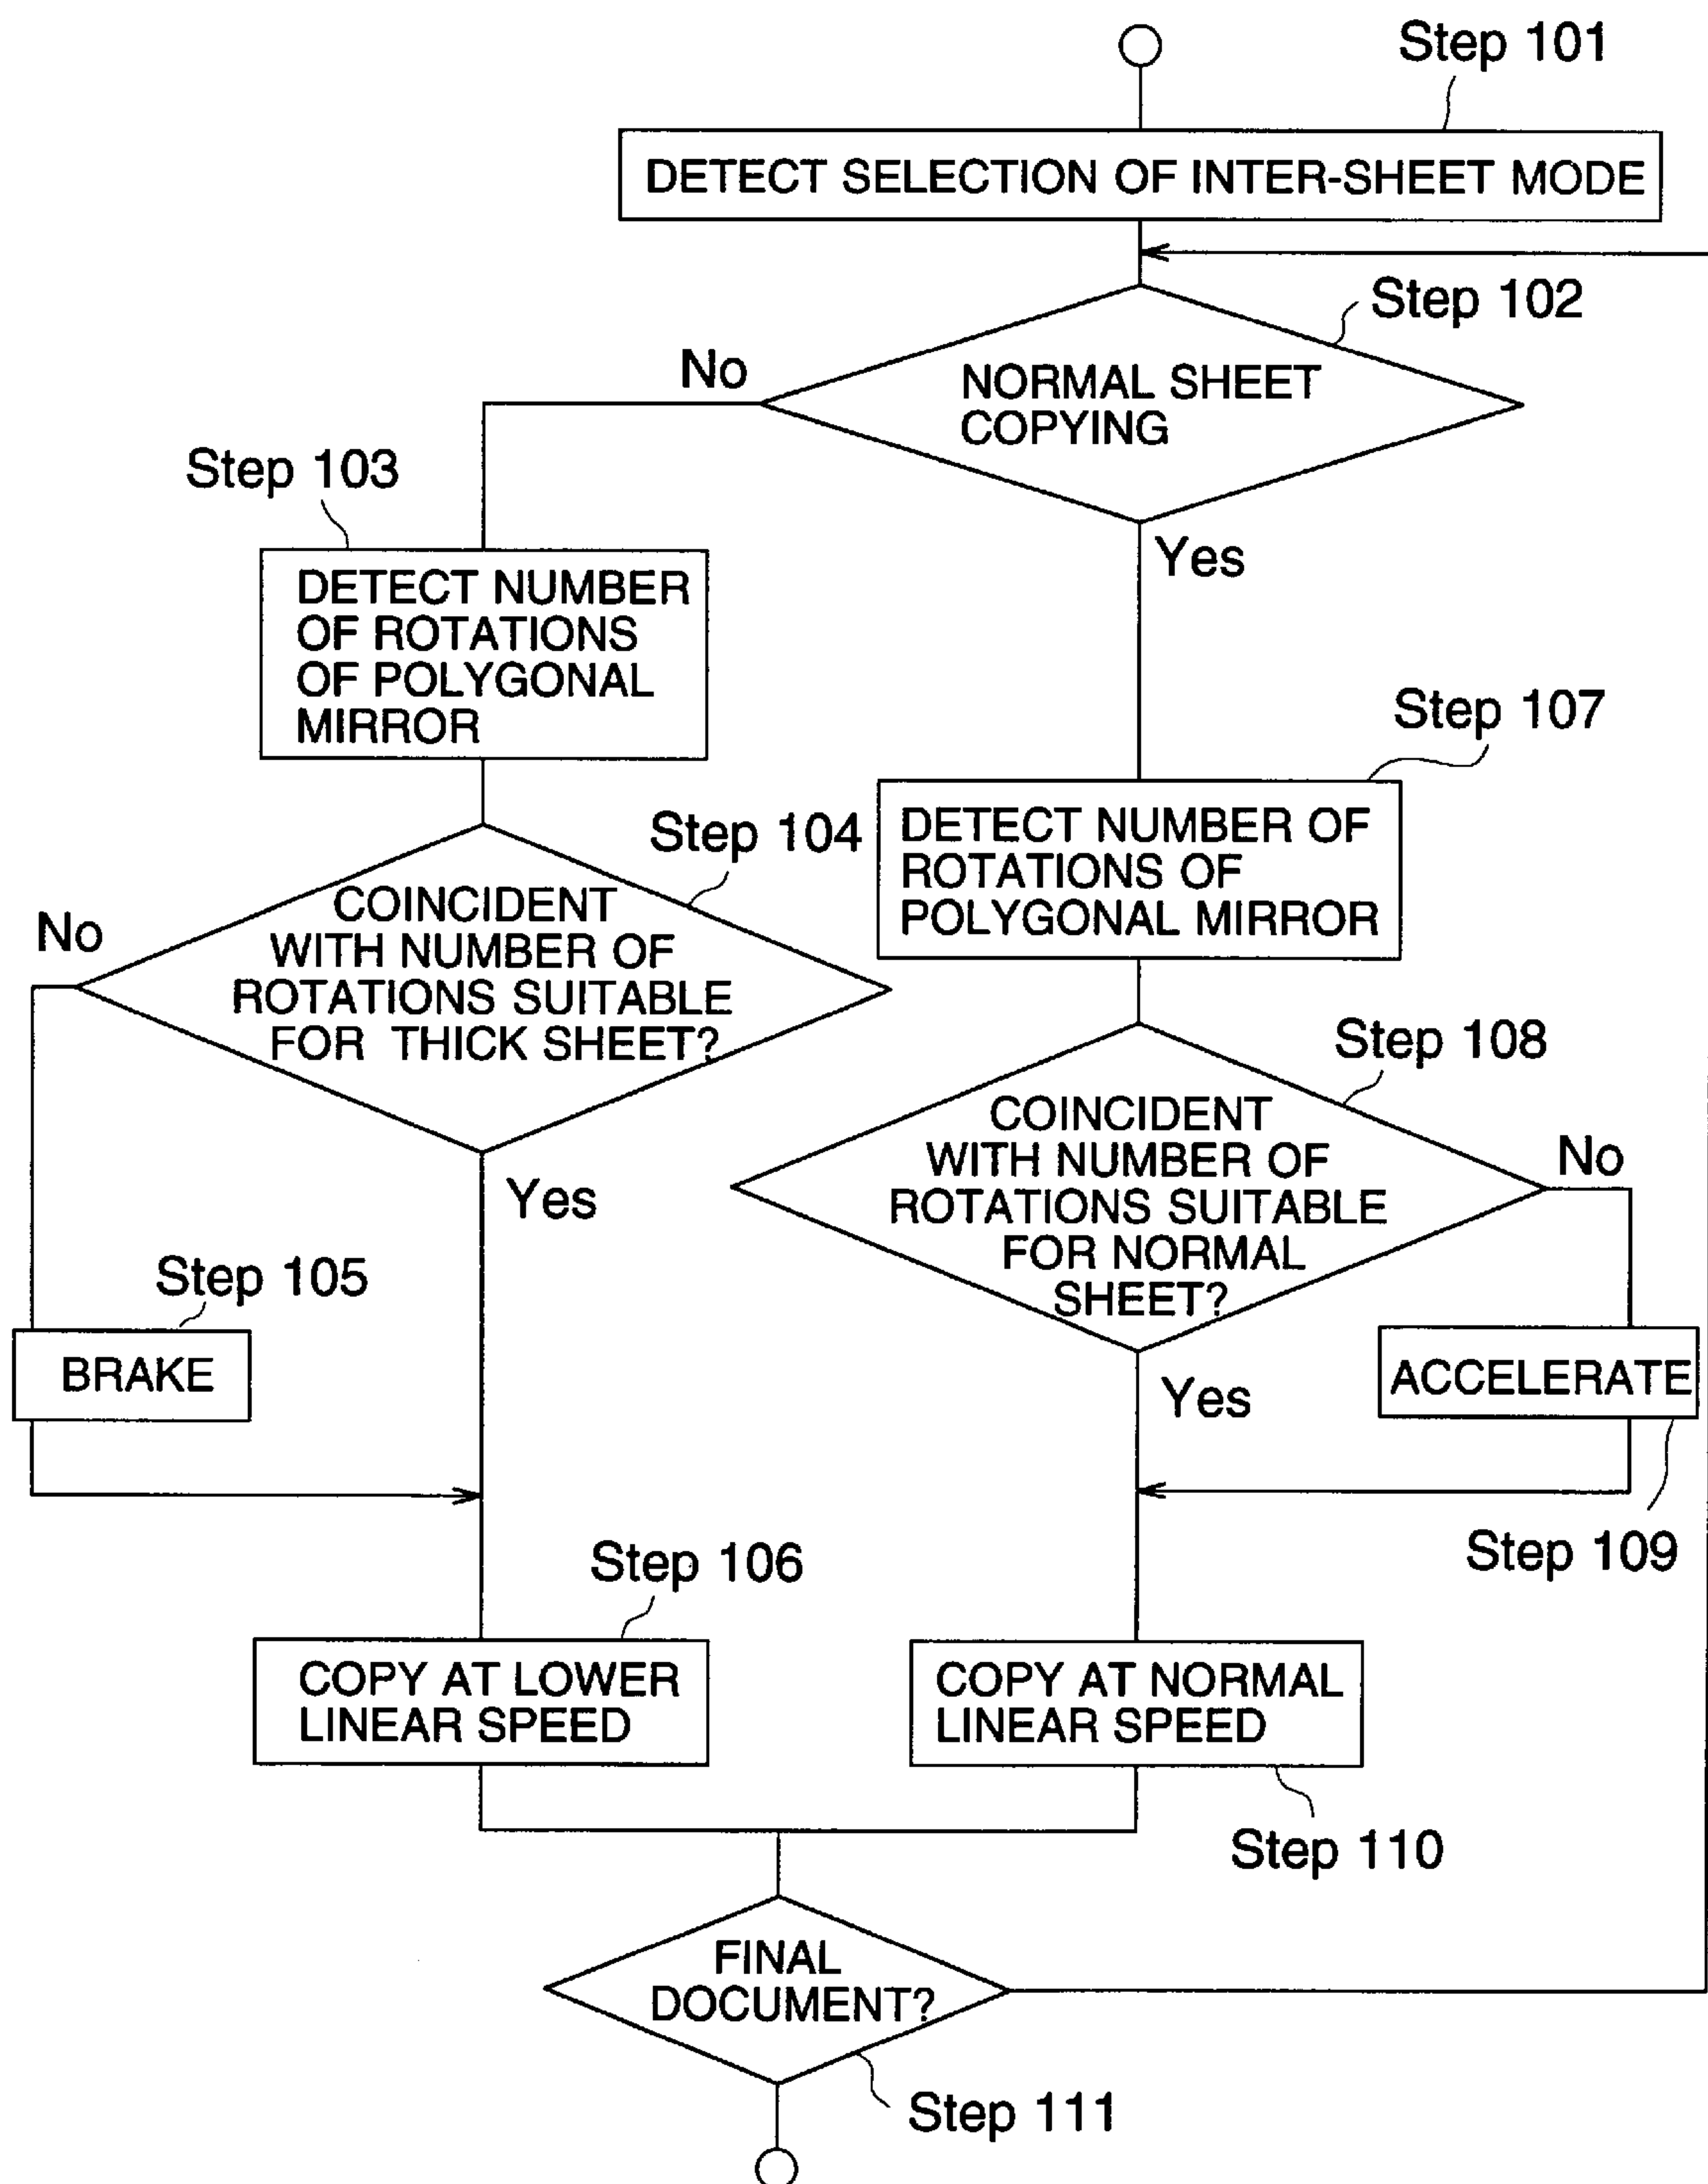 Step 101
DETECT SELECTION OF INTER-SHEET MODE
Step 102
No
NORMAL SHEET
COPYING
Yes
Step 103
DETECT NUMBER
OF ROTATIONS
OF POLYGONAL
MIRROR
Step 107
DETECT NUMBER OF
ROTATIONS OF
POLYGONAL MIRROR
Step 104
No
COINCIDENT
WITH NUMBER OF
ROTATIONS SUITABLE
FOR THICK SHEET?
Yes
Step 108
COINCIDENT
WITH NUMBER OF
ROTATIONS SUITABLE
FOR NORMAL
SHEET?
No
Yes
Step 105
BRAKE
ACCELERATE
Step 109
Step 106
COPY AT LOWER
LINEAR SPEED
COPY AT NORMAL
LINEAR SPEED
Step 110
FINAL
DOCUMENT?
Step 111